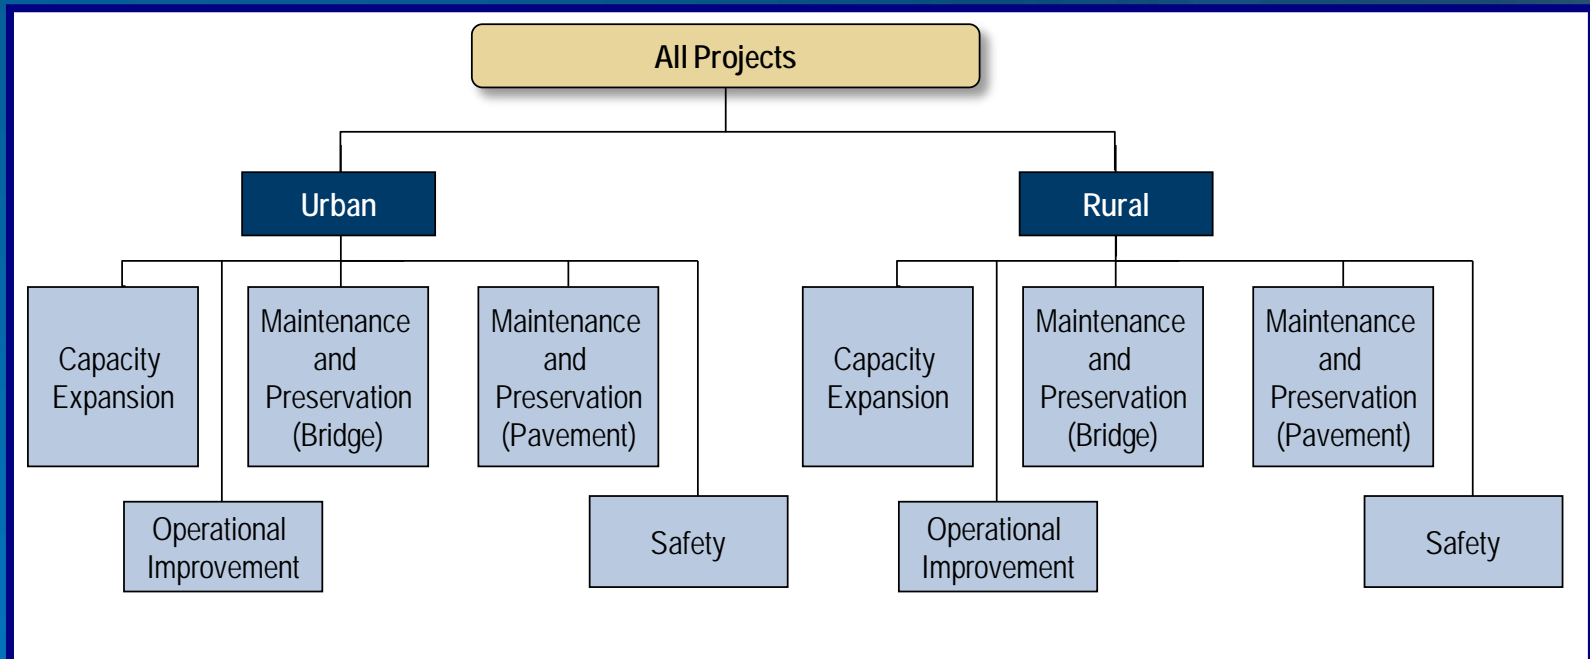 All Projects
Urban
Rural
Capacity
Expansion
Maintenance
and
Preservation
(Bridge)
Maintenance
and
Preservation
(Pavement)
Operational
Improvement
Safety
Capacity
Expansion
Maintenance
and
Preservation
(Bridge)
Maintenance
and
Preservation
(Pavement)
Operational
Improvement
Safety